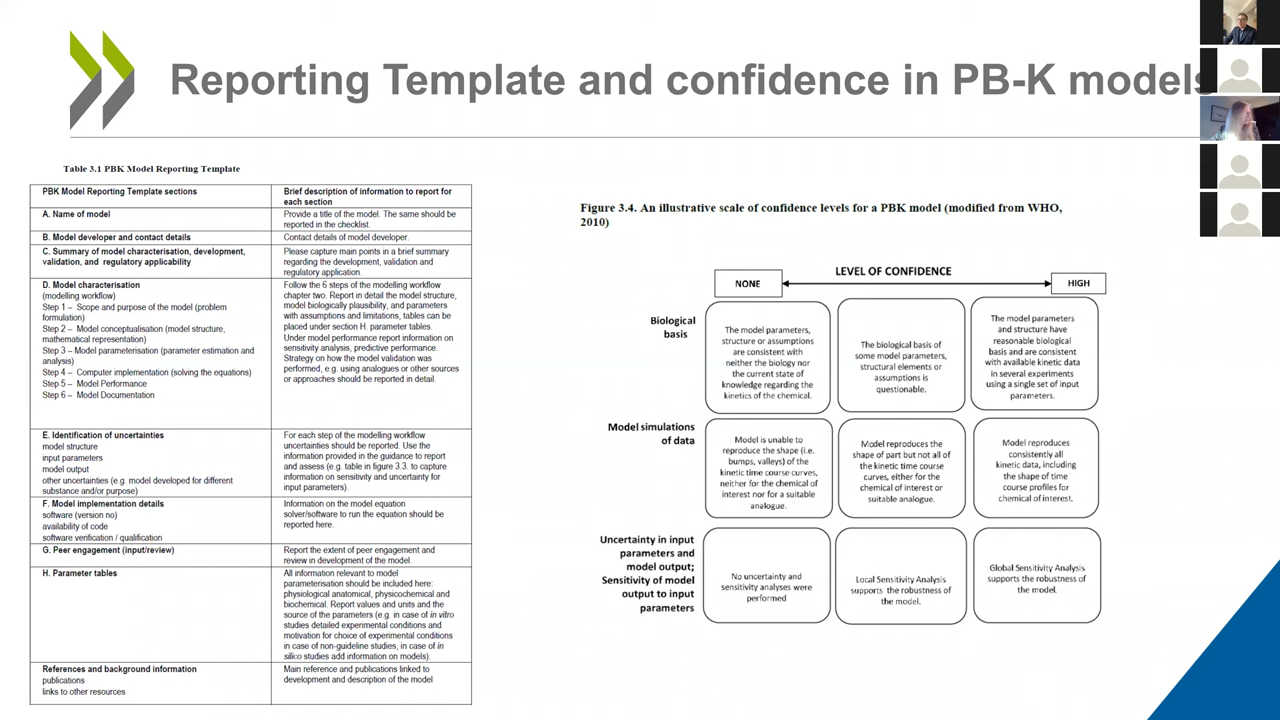 Reporting Template and confidence in PB-K models
Table 3.1 PBK Model Reporting Template
PBK Model Reporting Template sections
Brief description of information to report for
each section
A. Name of model
Provide a title of the model. The same should be
reported in the checklist.
B. Model developer and contact details
Contact details of model developer.
C. Summary of model characterisation, development,
validation, and regulatory applicability
Please capture main points in a brief summary
regarding the development, validation and
regulatory application.
D. Model characterisation
(modelling workflow)
Step 1 – Scope and purpose of the model (problem
formulation)
Step 2 – Model conceptualisation (model structure,
mathematical representation)
Step 3 – Model parameterisation (parameter estimation and
analysis)
Step 4 – Computer implementation (solving the equations)
Step 5 – Model Performance
Step 6 – Model Documentation
Follow the 6 steps of the modelling workflow
chapter two. Report in detail the model structure,
model biologically plausibility, and parameters
with assumptions and limitations, tables can be
placed under section H. parameter tables.
Under model performance report information on
sensitivity analysis, predictive performance.
Strategy on how the model validation was
performed, e.g. using analogues or other sources
or approaches should be reported in detail.
E. Identification of uncertainties
model structure
input parameters
model output
other uncertainties (e.g. model developed for different
substance and/or purpose)
For each step of the modelling workflow
uncertainties should be reported. Use the
information provided in the guidance to report
and assess (e.g. table in figure 3.3. to capture
information on sensitivity and uncertainty for
input parameters).
F. Model implementation details
software (version no)
availability of code
software verification / qualification
Information on the model equation
solver/software to run the equation should be
reported here.
G. Peer engagement (input/review)
Report the extent of peer engagement and
review in development of the model.
H. Parameter tables
All information relevant to model
parameterisation should be included here:
physiological anatomical, physicochemical and
biochemical. Report values and units and the
source of the parameters (e.g. in case of in vitro
studies detailed experimental conditions and
motivation for choice of experimental conditions
in case of non-guideline studies, in case of in
silico studies add information on models).
References and background information
publications
links to other resources
Main reference and publications linked to
development and description of the model
Figure 3.4. An illustrative scale of confidence levels for a PBK model (modified from WHO,
2010)
LEVEL OF CONFIDENCE
NONE
HIGH
Biological
basis
The model parameters,
structure or assumptions
are consistent with
neither the biology nor
the current state of
knowledge regarding the
kinetics of the chemical.
The biological basis of
some model parameters,
structural elements or
assumptions is
questionable.
The model parameters
and structure have
reasonable biological
basis and are consistent
with available kinetic data
in several experiments
using a single set of input
parameters.
Model simulations
of data
Model is unable to
reproduce the shape (i.e.
bumps, valleys) of the
kinetic time course curves,
neither for the chemical of
interest nor for a suitable
analogue.
Model reproduces the
shape of part but not all of
the kinetic time course
curves, either for the
chemical of interest or
suitable analogue.
Model reproduces
consistently all
kinetic data, including
the shape of time
course profiles for
chemical of interest.
Uncertainty in input
parameters and
model output;
Sensitivity of model
output to input
parameters
No uncertainty and
sensitivity analyses were
performed
Local Sensitivity Analysis
supports the robustness of
the model.
Global Sensitivity Analysis
supports the robustness of
the model.